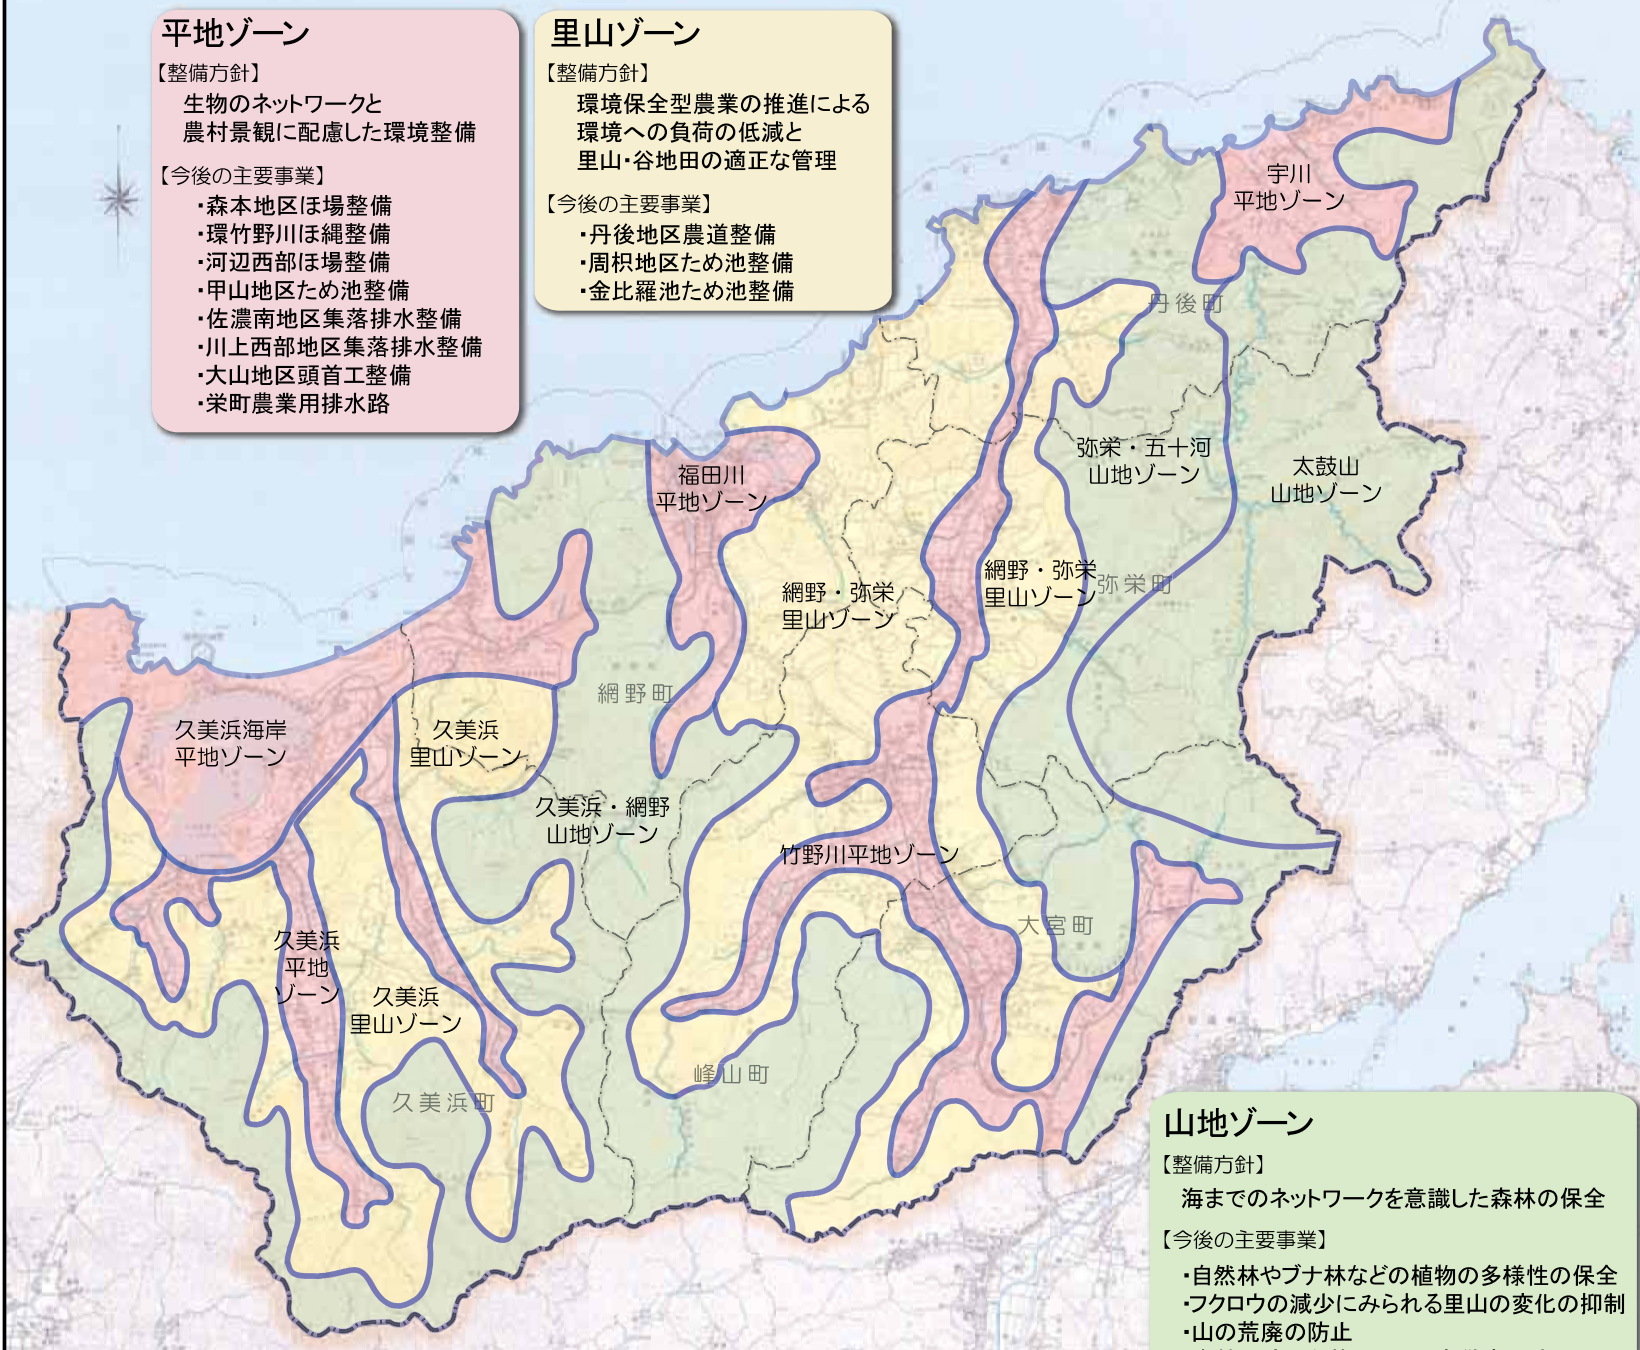 平地ゾーン
【整備方針】
生物のネットワークと
農村景観に配慮した環境整備
【今後の主要事業】
・森本地区ほ場整備
・環竹野川ほ縄整備
・河辺西部ほ場整備
・甲山地区ため池整備
・佐濃南地区集落排水整備
・川上西部地区集落排水整備
・大山地区頭首工整備
・栄町農業用排水路
里山ゾーン
【整備方針】
環境保全型農業の推進による
環境への負荷の低減と
里山・谷地田の適正な管理
【今後の主要事業】
・丹後地区農道整備
・周枳地区ため池整備
・金比羅池ため池整備
宇川
平地ゾーン
丹後町
弥栄・五十河
山地ゾーン
太鼓山
山地ゾーン
福田川
平地ゾーン
網野・弥栄
里山ゾーン
網野・弥栄
里山ゾーン
弥栄町
網野町
久美浜海岸
平地ゾーン
久美浜
里山ゾーン
久美浜・網野
山地ゾーン
竹野川平地ゾーン
大宮町
久美浜
平地
ゾーン
久美浜
里山ゾーン
峰山町
久美浜町
山地ゾーン
【整備方針】
海までのネットワークを意識した森林の保全
【今後の主要事業】
・自然林やブナ林などの植物の多様性の保全
・フクロウの減少にみられる里山の変化の抑制
・山の荒廃の防止